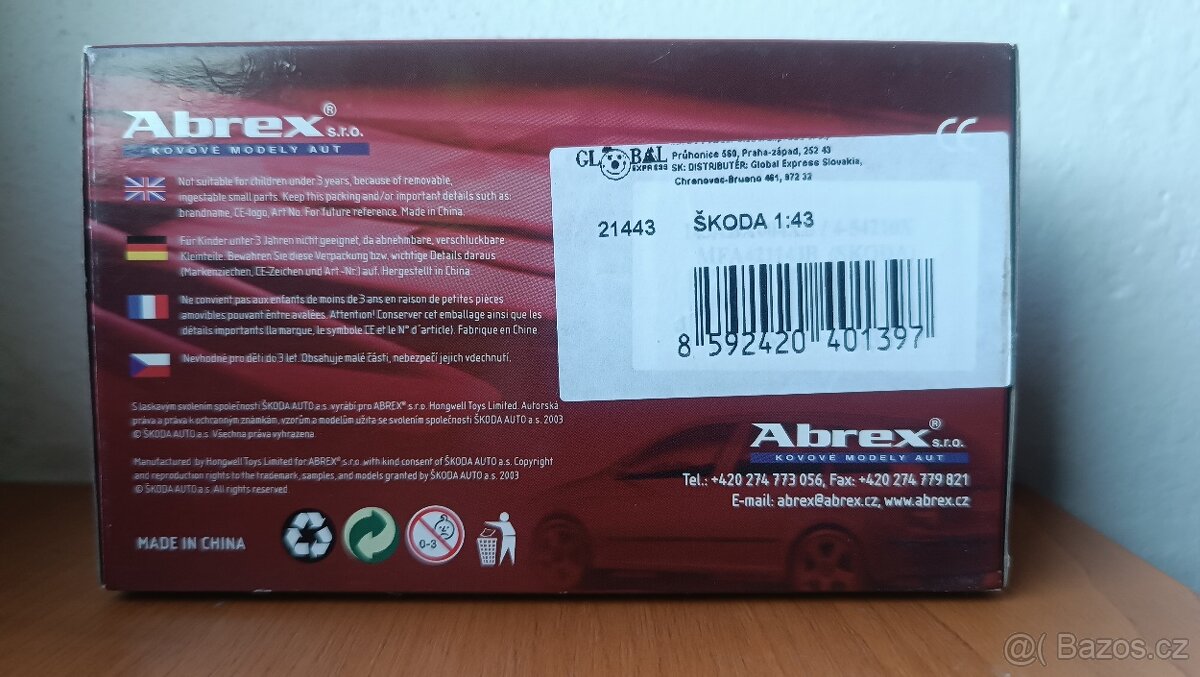 Abrex® s.r.o.
KOVOVÉ MODELY AUT
Not suitable for children under 3 years, because of removable,
ingestable small parts. Keep this packing and/or important details such as:
brandname, CE-logo, Art No. For future reference. Made in China.
Für Kinder unter 3 Jahren nicht geeignet, da abnehmbare, verschluckbare
Kleinteile. Bewahren Sie diese Verpackung bzw. wichtige Details daraus
(Markenziechen, CE-Zeichen und Art -Nr.) auf. Hergestellt in China.
Ne convient pas aux enfants de moins de 3 ans en raison de petites pièces
amovibles pouvant être avalées. Attention! Conserver cet emballage ainsi que les
détails importants (la marque, le symbole CE et le N° d´article). Fabrique en Chine
Nevhodné pro děti do 3 let. Obsahuje malé části, nebezpečí jejich vdechnutí.
S laskavým svolením společnosti ŠKODA AUTO a.s. vyrábí pro ABREX® s.r.o. Hongwell Toys Limited. Autorská
práva a práva k ochranným známkám, vzorům a modelům užita se svolením společnosti ŠKODA AUTO a.s. 2003
© ŠKODA AUTO a.s. Všechna práva vyhrazena.
Manufactured by Hongwell Toys Limited for ABREX® s.r.o. with kind consent of ŠKODA AUTO a.s. Copyright
and reproduction rights to the trademark, samples, and models granted by ŠKODA AUTO a.s. 2003
© ŠKODA AUTO a.s. All rights reserved.
MADE IN CHINA
0-3
CE
GLOBAL
EXPRESS
Průhonice 560, Praha-západ, 252 43
SK: DISTRIBUTÉR: Global Express Slovakia,
Chrenovec-Brusno 461, 972 32
21443 ŠKODA 1:43
8 592420 401397
Abrex® s.r.o.
KOVOVÉ MODELY AUT
Tel.: +420 274 773 056, Fax: +420 274 779 821
E-mail: abrex@abrex.cz, www.abrex.cz
@( Bazos.cz